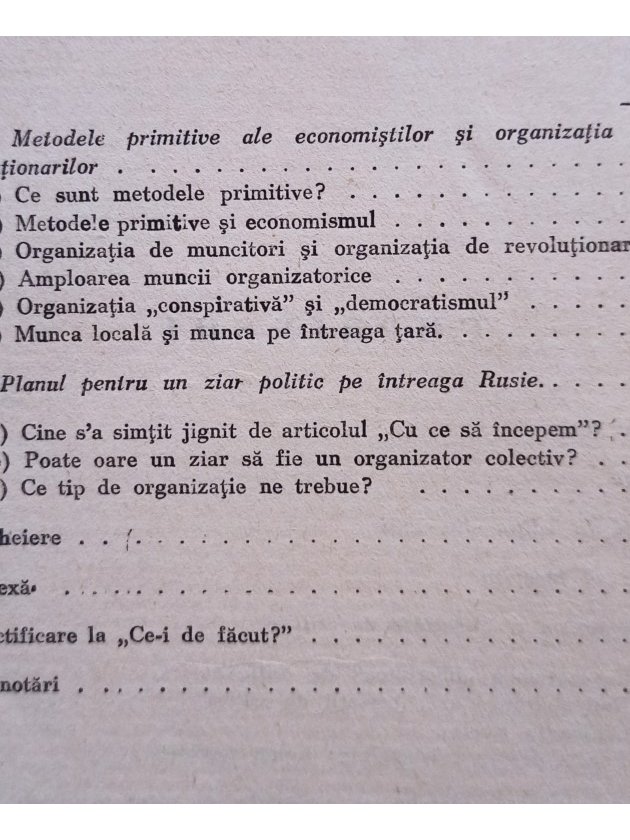 Metodele primitive ale economiştilor şi organizaţia
ţionarilor . . . . . . . . . . . . . . . . . . .
) Ce sunt metodele primitive? . . . . . . . . . .
) Metodele primitive şi economismul . . . . . . . .
) Organizaţia de muncitori şi organizaţia de revoluţionar
) Amploarea muncii organizatorice . . . . . . . . .
) Organizaţia „conspirativă” şi „democratismul” . . . .
) Munca locală şi munca pe întreaga ţară. . . . . . . .
Planul pentru un ziar politic pe întreaga Rusie. . . . .
) Cine s'a simţit jignit de articolul „Cu ce să începem”? .
) Poate oare un ziar să fie un organizator colectiv? . .
) Ce tip de organizaţie ne trebue? . . . . . . . .
heiere . . . . . . . . . . . . . . . . . . . .
exă . . . . . . . . . . . . . . . . . . . . .
ctificare la „Ce-i de făcut?” . . . . . . . . . . . .
notări . . . . . . . . . . . . . . . . . . . .